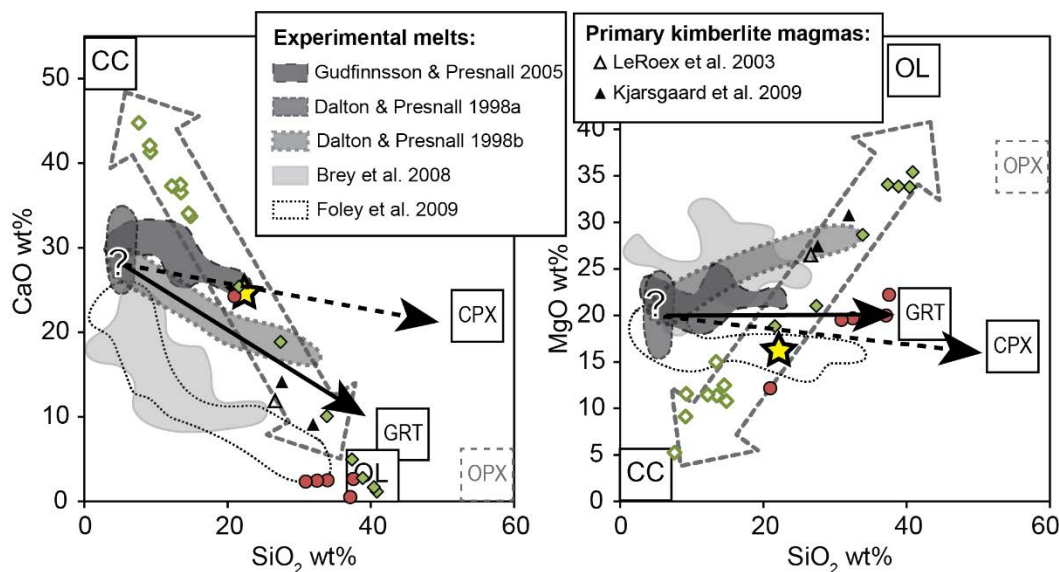 CC
Experimental melts:
Gudfinnsson & Presnall 2005
Dalton & Presnall 1998a
Dalton & Presnall 1998b
Brey et al. 2008
Foley et al. 2009
Primary kimberlite magmas:
LeRoex et al. 2003
Kjarsgaard et al. 2009
50
40
30
20
10
0
CaO wt%
?
CPX
GRT
OL
OPX
0
20
40
60
SiO2 wt%
OL
OPX
40
35
30
25
20
15
10
5
0
MgO wt%
?
GRT
CPX
CC
0
20
40
60
SiO2 wt%